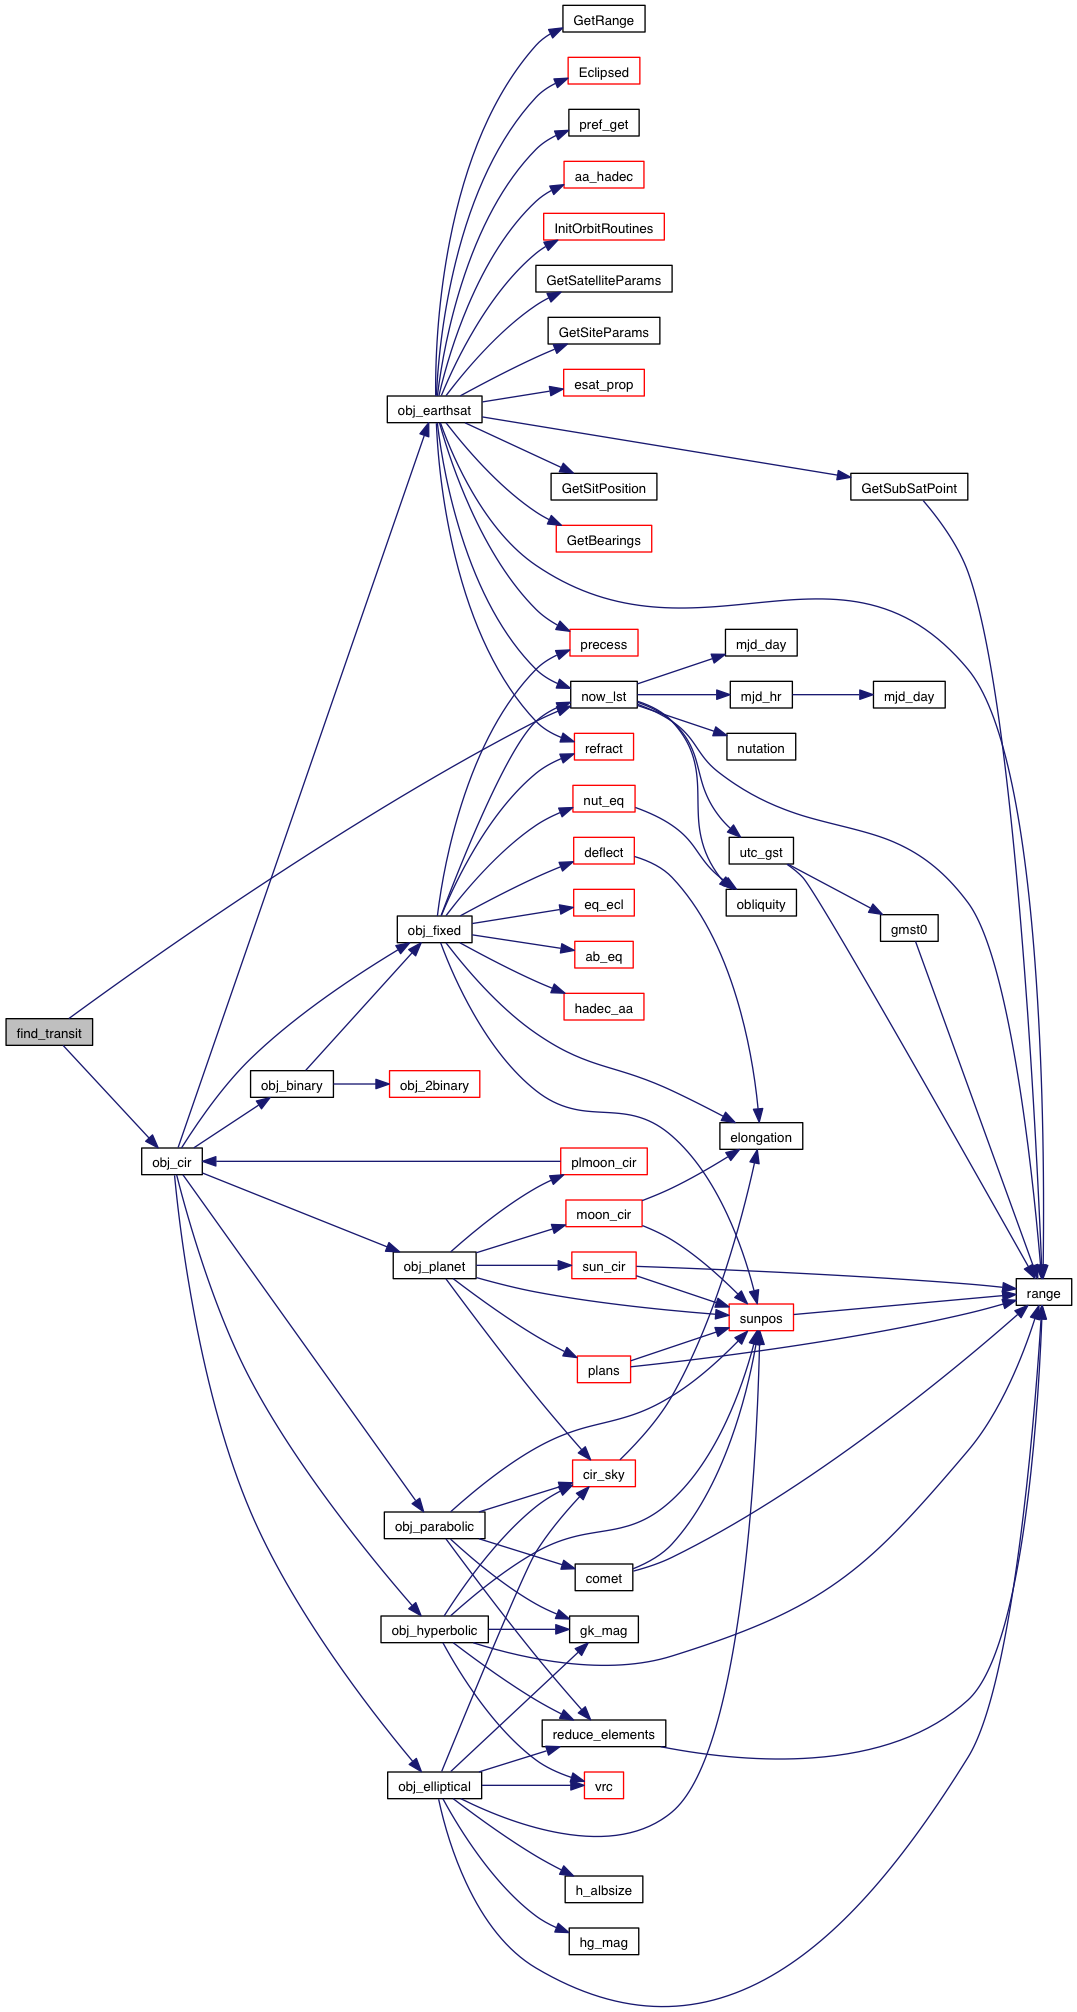 GetRange
Eclipsed
pref_get
aa_hadec
InitOrbitRoutines
GetSatelliteParams
GetSiteParams
esat_prop
obj_earthsat
GetSitPosition
GetSubSatPoint
GetBearings
precess
mjd_day
now_lst
mjd_hr
mjd_day
refract
nutation
nut_eq
deflect
utc_gst
eq_ecl
obliquity
obj_fixed
gmst0
ab_eq
hadec_aa
find_transit
obj_binary
obj_2binary
elongation
obj_cir
plmoon_cir
moon_cir
obj_planet
sun_cir
range
sunpos
plans
cir_sky
obj_parabolic
comet
obj_hyperbolic
gk_mag
reduce_elements
obj_elliptical
vrc
h_albsize
hg_mag